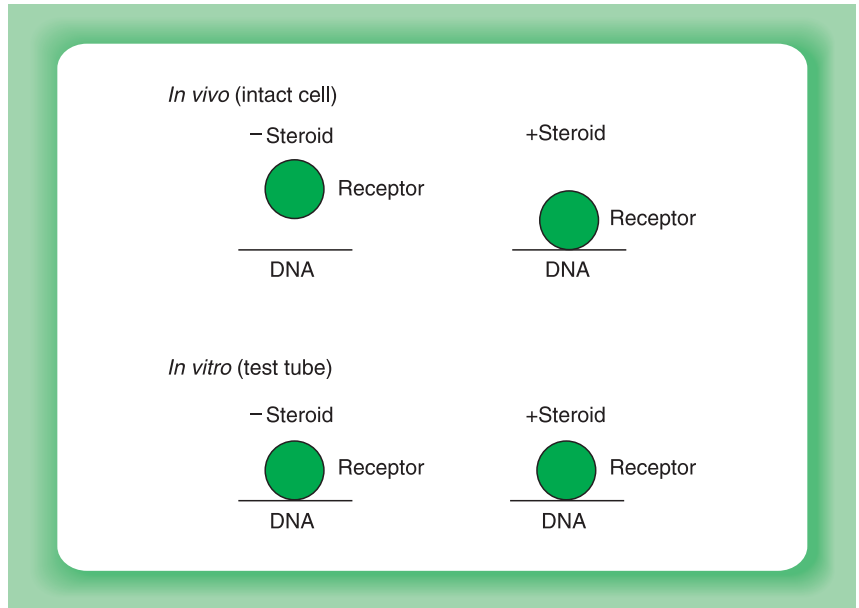 In vivo (intact cell)
– Steroid
+Steroid
Receptor
Receptor
DNA
DNA
In vitro (test tube)
– Steroid
+Steroid
Receptor
Receptor
DNA
DNA